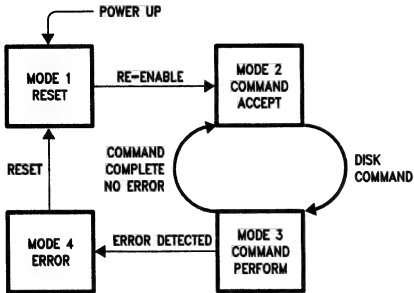 POWER UP
MODE 1
RESET
RE-ENABLE
MODE 2
COMMAND
ACCEPT
COMMAND
COMPLETE
NO ERROR
DISK
COMMAND
RESET
MODE 4
ERROR
ERROR DETECTED
MODE 3
COMMAND
PERFORM